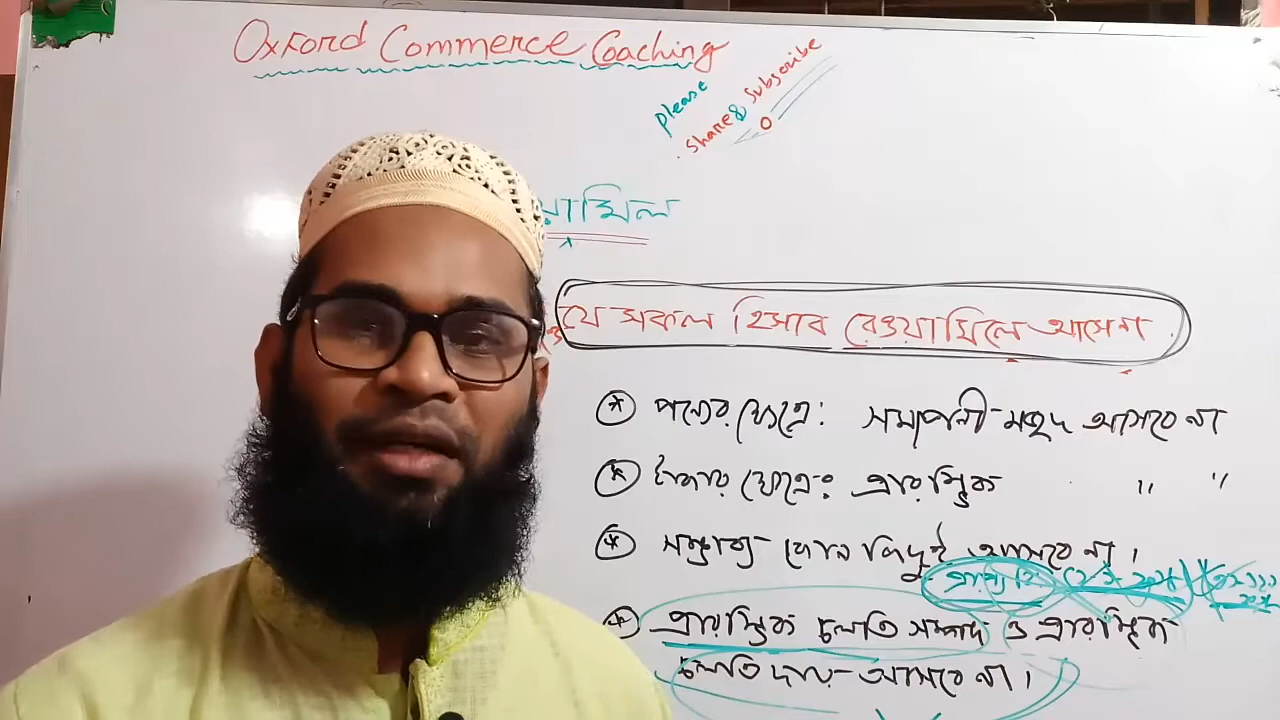 Oxford Commerce Coaching
please
share & subscribe
য়ামিল
যে সকল হিসাব রেওয়ামিলে আসেনা
পন্যের ক্ষেত্রে: সমাপনী মজুদ আসবে না
টাকার ক্ষেত্রেঃ প্রারম্ভিক " "
সম্ভাব্য কোন কিছুই আসবে না।
প্রারম্ভিক চলতি সম্পদ ও প্রারম্ভিক
চলতি দায় আসবে না।